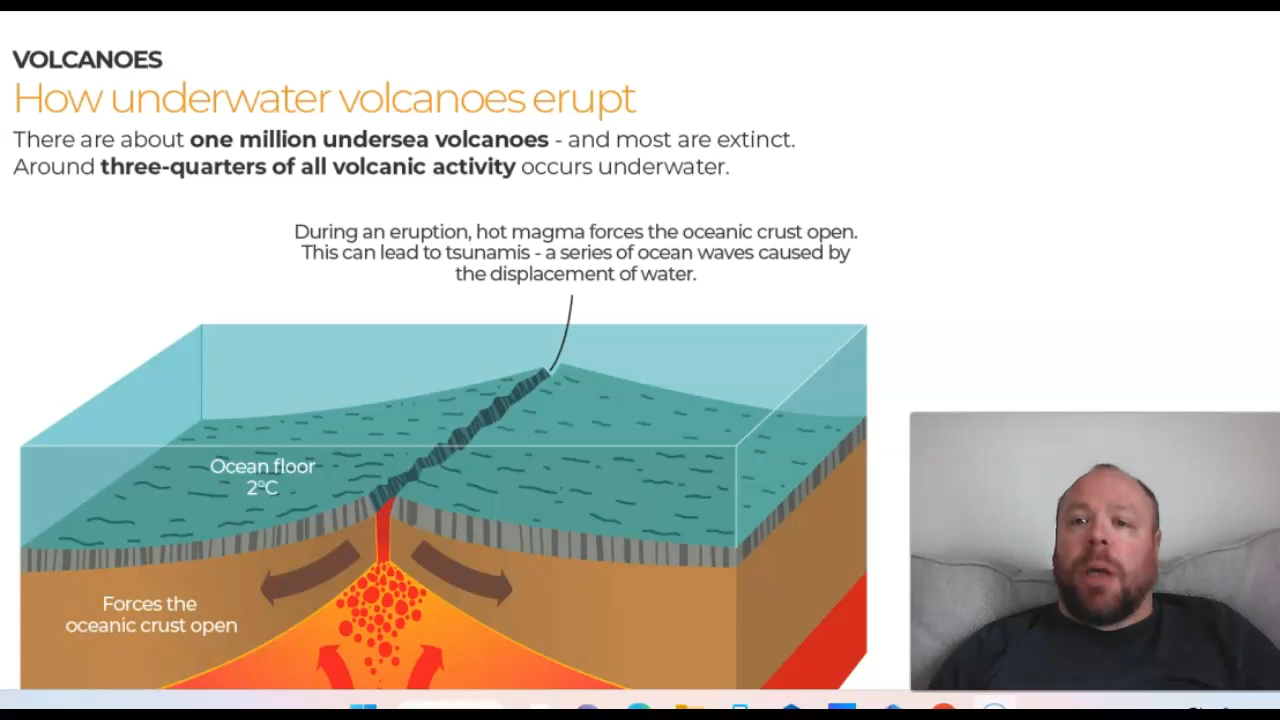 VOLCANOES
How underwater volcanoes erupt
There are about one million undersea volcanoes - and most are extinct.
Around three-quarters of all volcanic activity occurs underwater.
During an eruption, hot magma forces the oceanic crust open.
This can lead to tsunamis - a series of ocean waves caused by
the displacement of water.
Ocean floor
2°C
Forces the
oceanic crust open